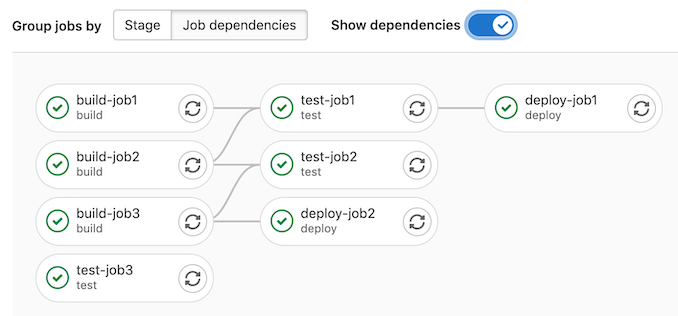 Group jobs by Stage Job dependencies Show dependencies
build-job1 test-job1 deploy-job1
build test deploy
build-job2 test-job2
build test
build-job3 deploy-job2
build deploy
test-job3
test